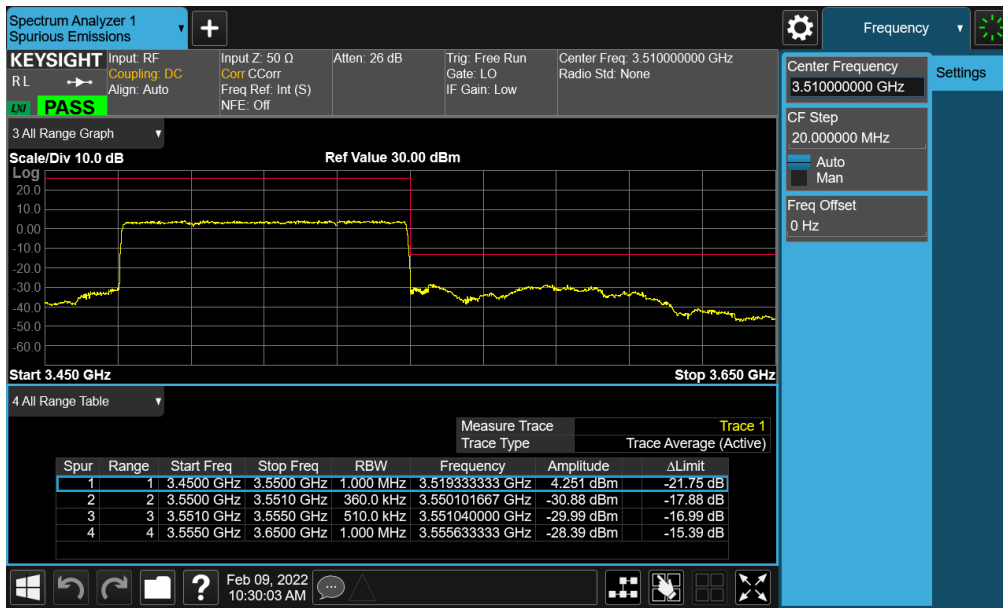 Spectrum Analyzer 1
Spurious Emissions
Frequency
KEYSIGHT
R L
LXI PASS
Input: RF
Coupling: DC
Align: Auto
Input Z: 50 Ω
Corr CCorr
Freq Ref: Int (S)
NFE: Off
Atten: 26 dB
Trig: Free Run
Gate: LO
IF Gain: Low
Center Freq: 3.510000000 GHz
Radio Std: None
Center Frequency
3.510000000 GHz
Settings
CF Step
20.000000 MHz
Auto
Man
Freq Offset
0 Hz
3 All Range Graph
Scale/Div 10.0 dB
Ref Value 30.00 dBm
Log
20.0
10.0
0.00
-10.0
-20.0
-30.0
-40.0
-50.0
-60.0
Start 3.450 GHz
Stop 3.650 GHz
4 All Range Table
Measure Trace Trace 1
Trace Type Trace Average (Active)
Spur Range Start Freq Stop Freq RBW Frequency Amplitude ΔLimit
1 1 3.4500 GHz 3.5500 GHz 1.000 MHz 3.519333333 GHz 4.251 dBm -21.75 dB
2 2 3.5500 GHz 3.5510 GHz 360.0 kHz 3.550101667 GHz -30.88 dBm -17.88 dB
3 3 3.5510 GHz 3.5550 GHz 510.0 kHz 3.551040000 GHz -29.99 dBm -16.99 dB
4 4 3.5550 GHz 3.6500 GHz 1.000 MHz 3.555633333 GHz -28.39 dBm -15.39 dB
?
Feb 09, 2022
10:30:03 AM